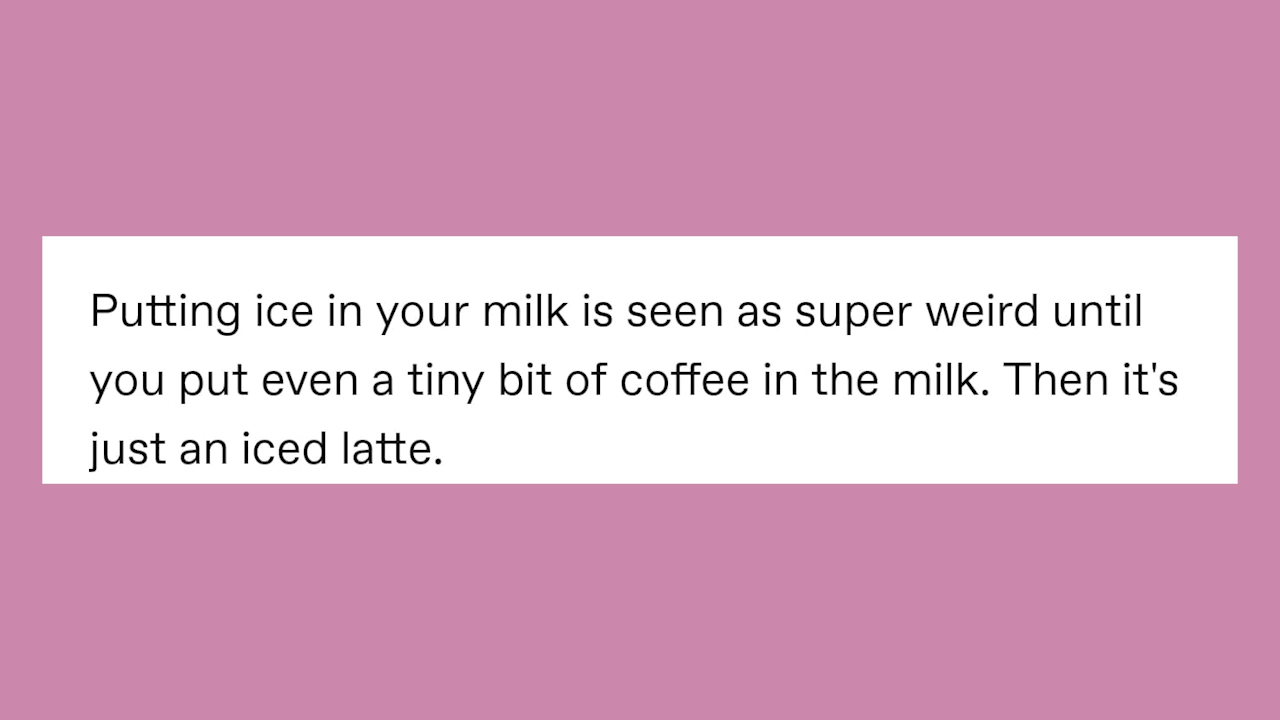 Putting ice in your milk is seen as super weird until
you put even a tiny bit of coffee in the milk. Then it's
just an iced latte.